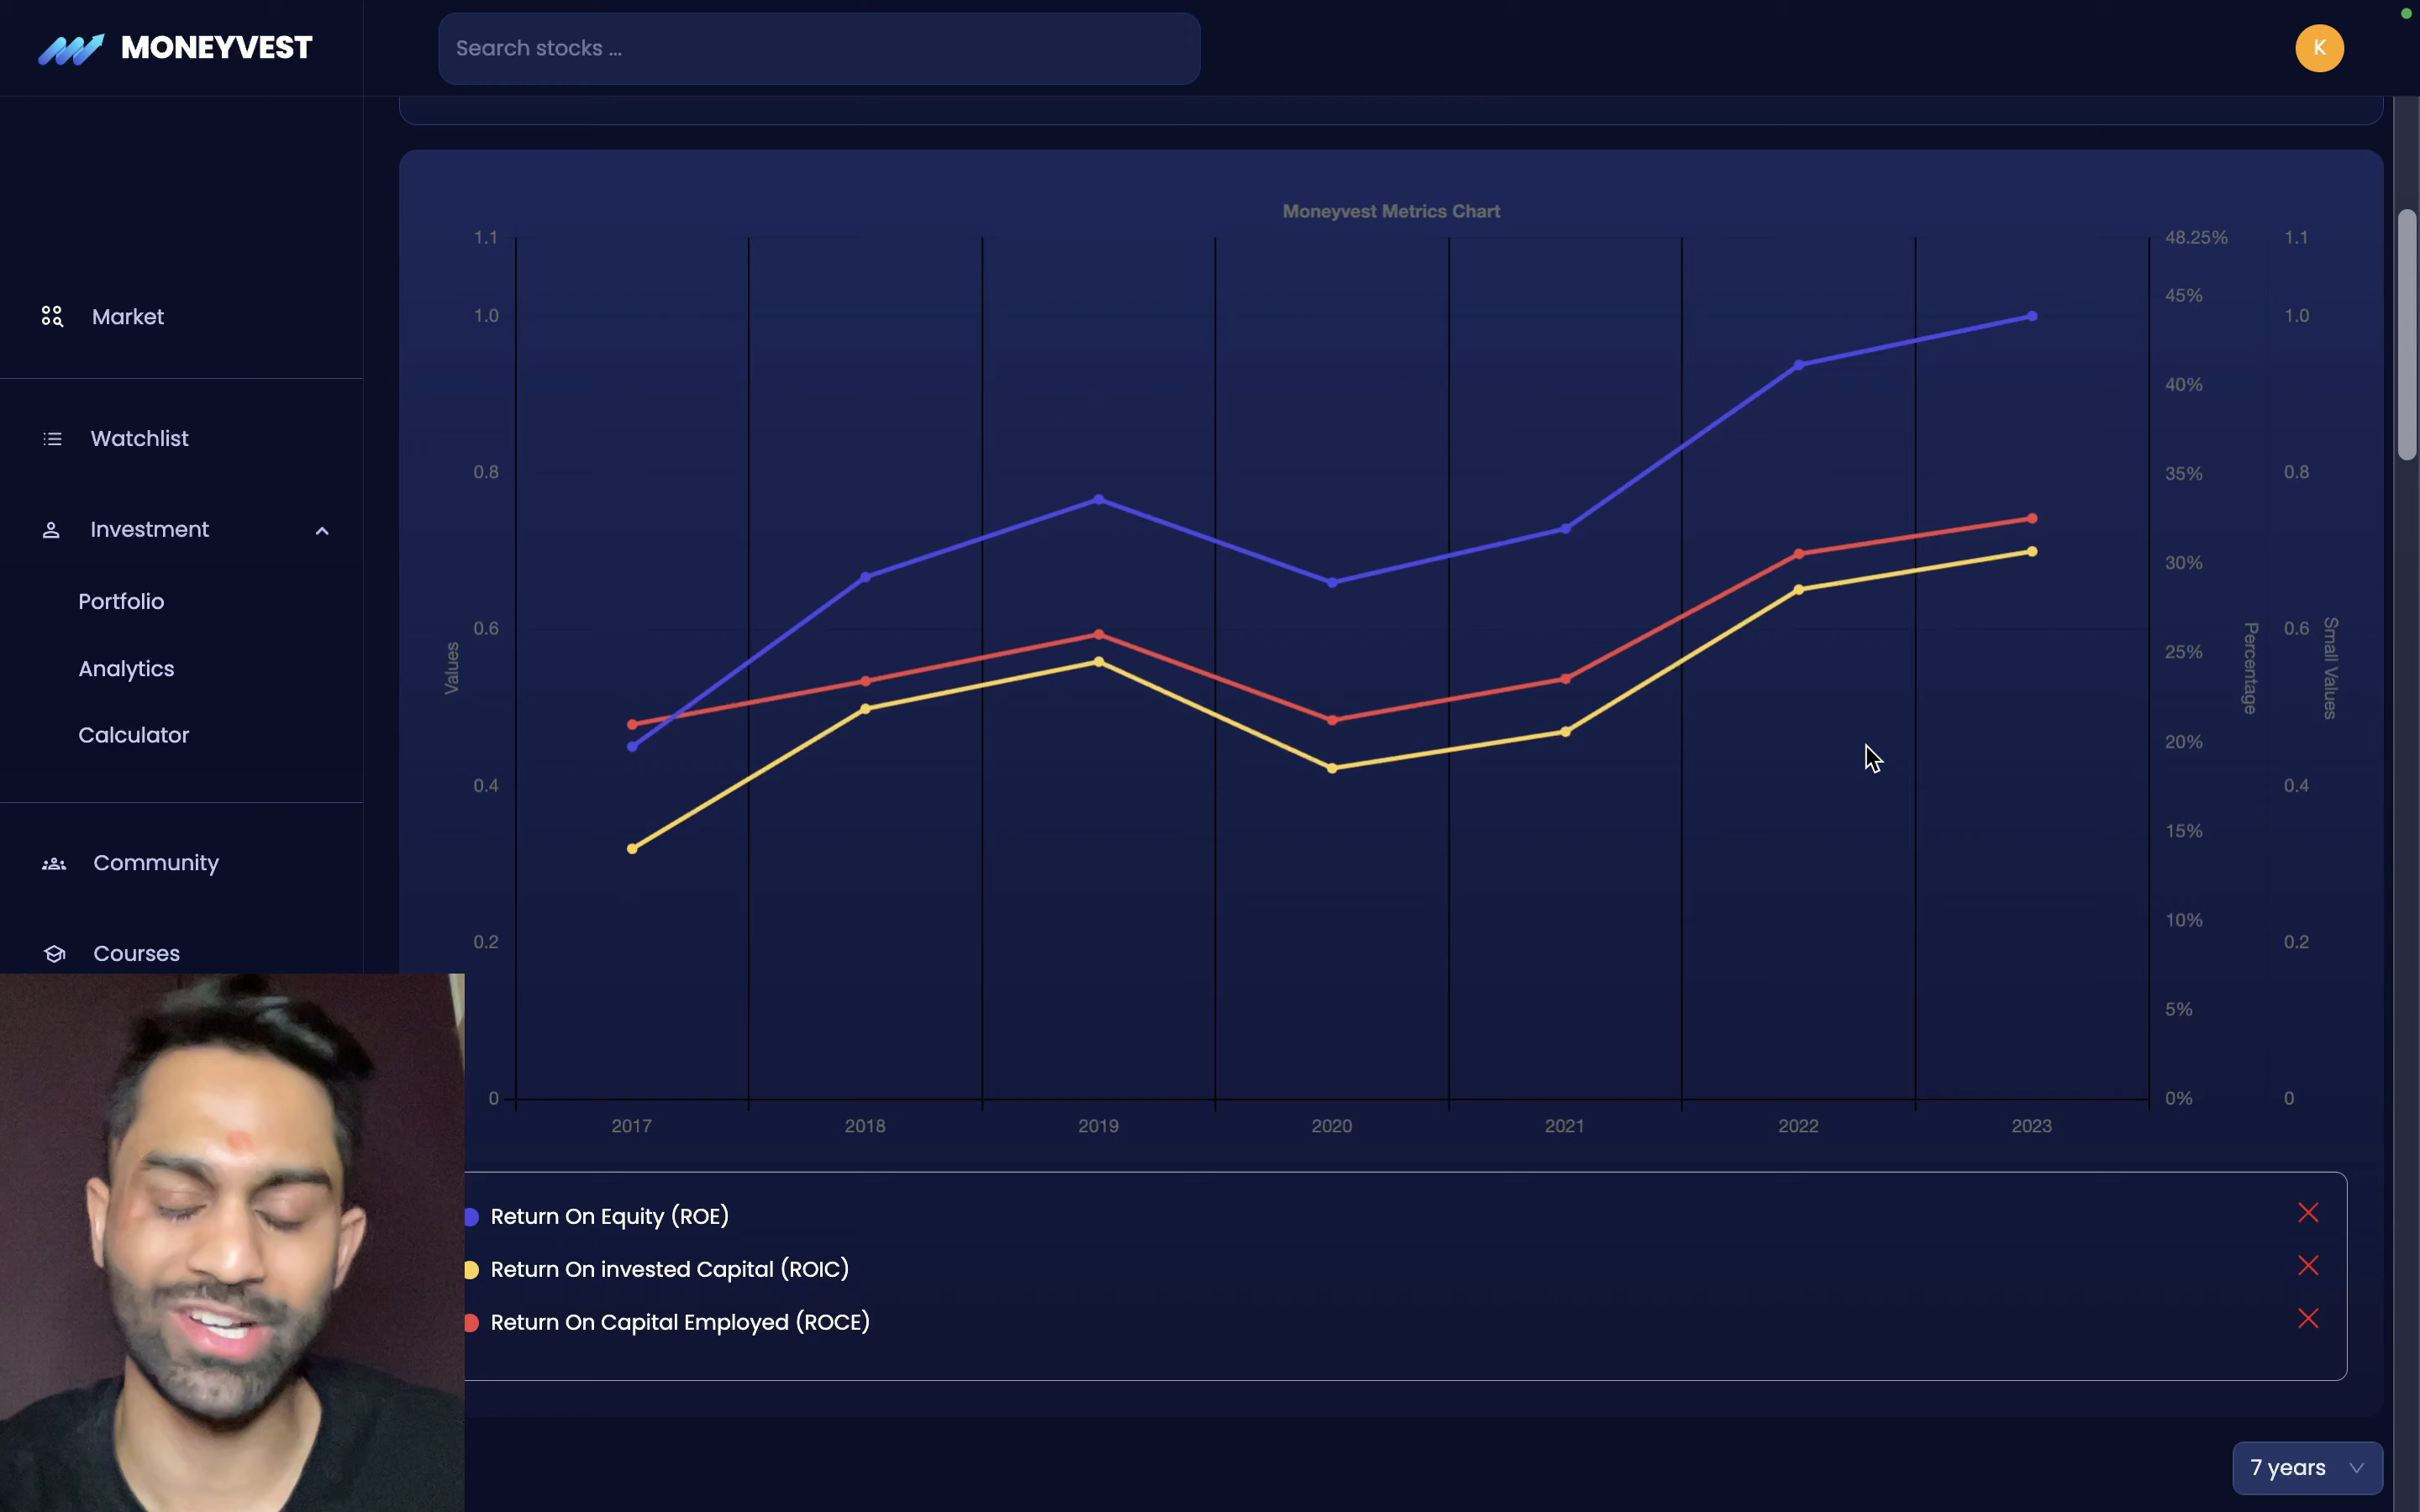 MONEYVEST
Search stocks ...
K
Market
Watchlist
Investment
Portfolio
Analytics
Calculator
Community
Courses
Moneyvest Metrics Chart
1.1
1.0
0.8
0.6
0.4
0.2
0
Values
48.25%
45%
40%
35%
30%
25%
20%
15%
10%
5%
0%
Percentage
1.1
1.0
0.8
0.6
0.4
0.2
0
Small Values
2017 2018 2019 2020 2021 2022 2023
Return On Equity (ROE)
Return On invested Capital (ROIC)
Return On Capital Employed (ROCE)
7 years